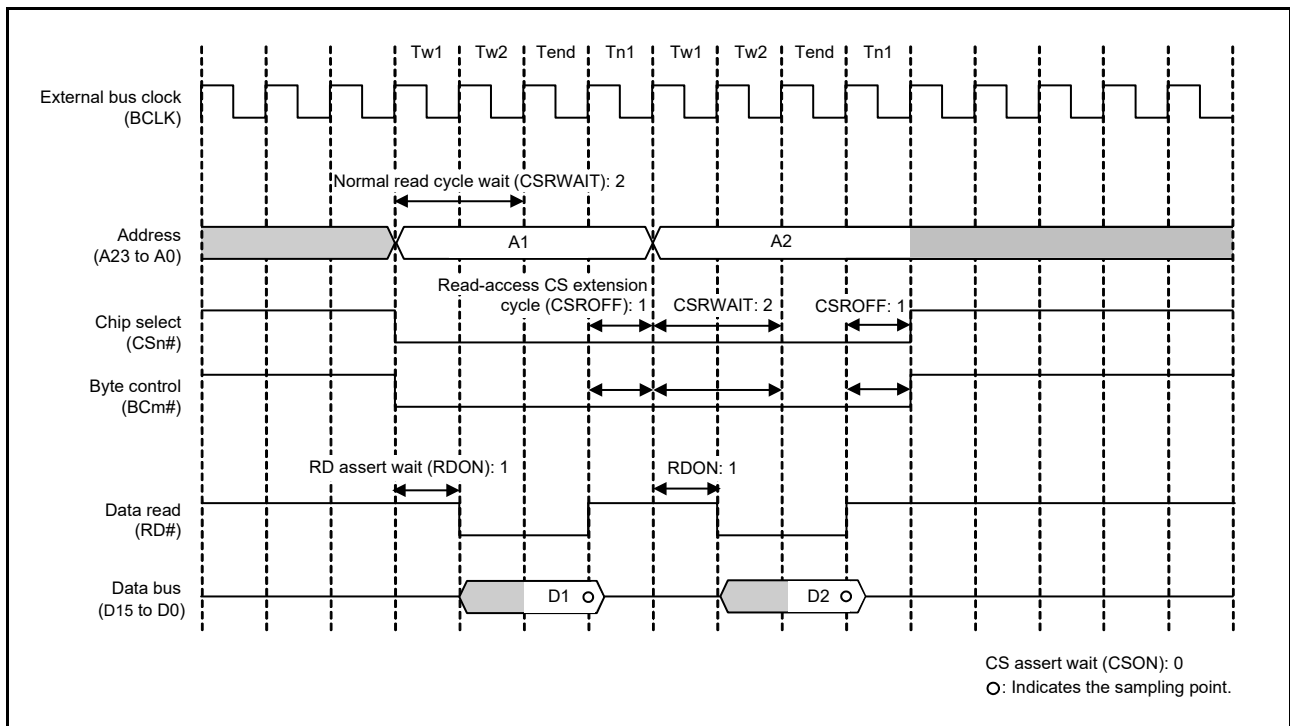 Tw1 Tw2 Tend Tn1 Tw1 Tw2 Tend Tn1
External bus clock
(BCLK)
Normal read cycle wait (CSRWAIT): 2
Address
(A23 to A0)
A1 A2
Read-access CS extension
cycle (CSROFF): 1
CSRWAIT: 2 CSROFF: 1
Chip select
(CSn#)
Byte control
(BCm#)
RD assert wait (RDON): 1 RDON: 1
Data read
(RD#)
Data bus
(D15 to D0)
D1 D2
CS assert wait (CSON): 0
O: Indicates the sampling point.